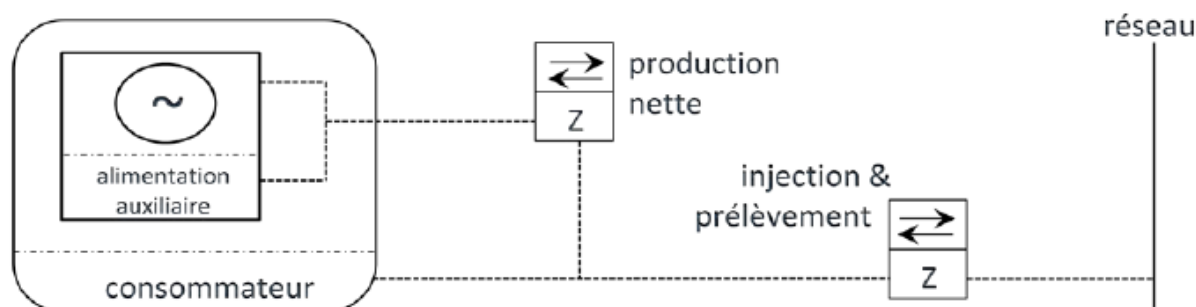 réseau
production
nette
Z
~
alimentation
auxiliaire
injection &
prélèvement
Z
consommateur